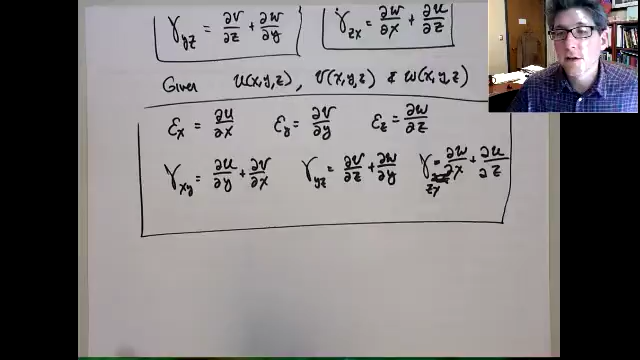 γyz = ∂v/∂z + ∂w/∂y γzx = ∂w/∂x + ∂u/∂z
Given u(x,y,z), v(x,y,z) & w(x,y,z)
εx = ∂u/∂x εy = ∂v/∂y εz = ∂w/∂z
γxy = ∂u/∂y + ∂v/∂x γyz = ∂v/∂z + ∂w/∂y γzx = ∂w/∂x + ∂u/∂z